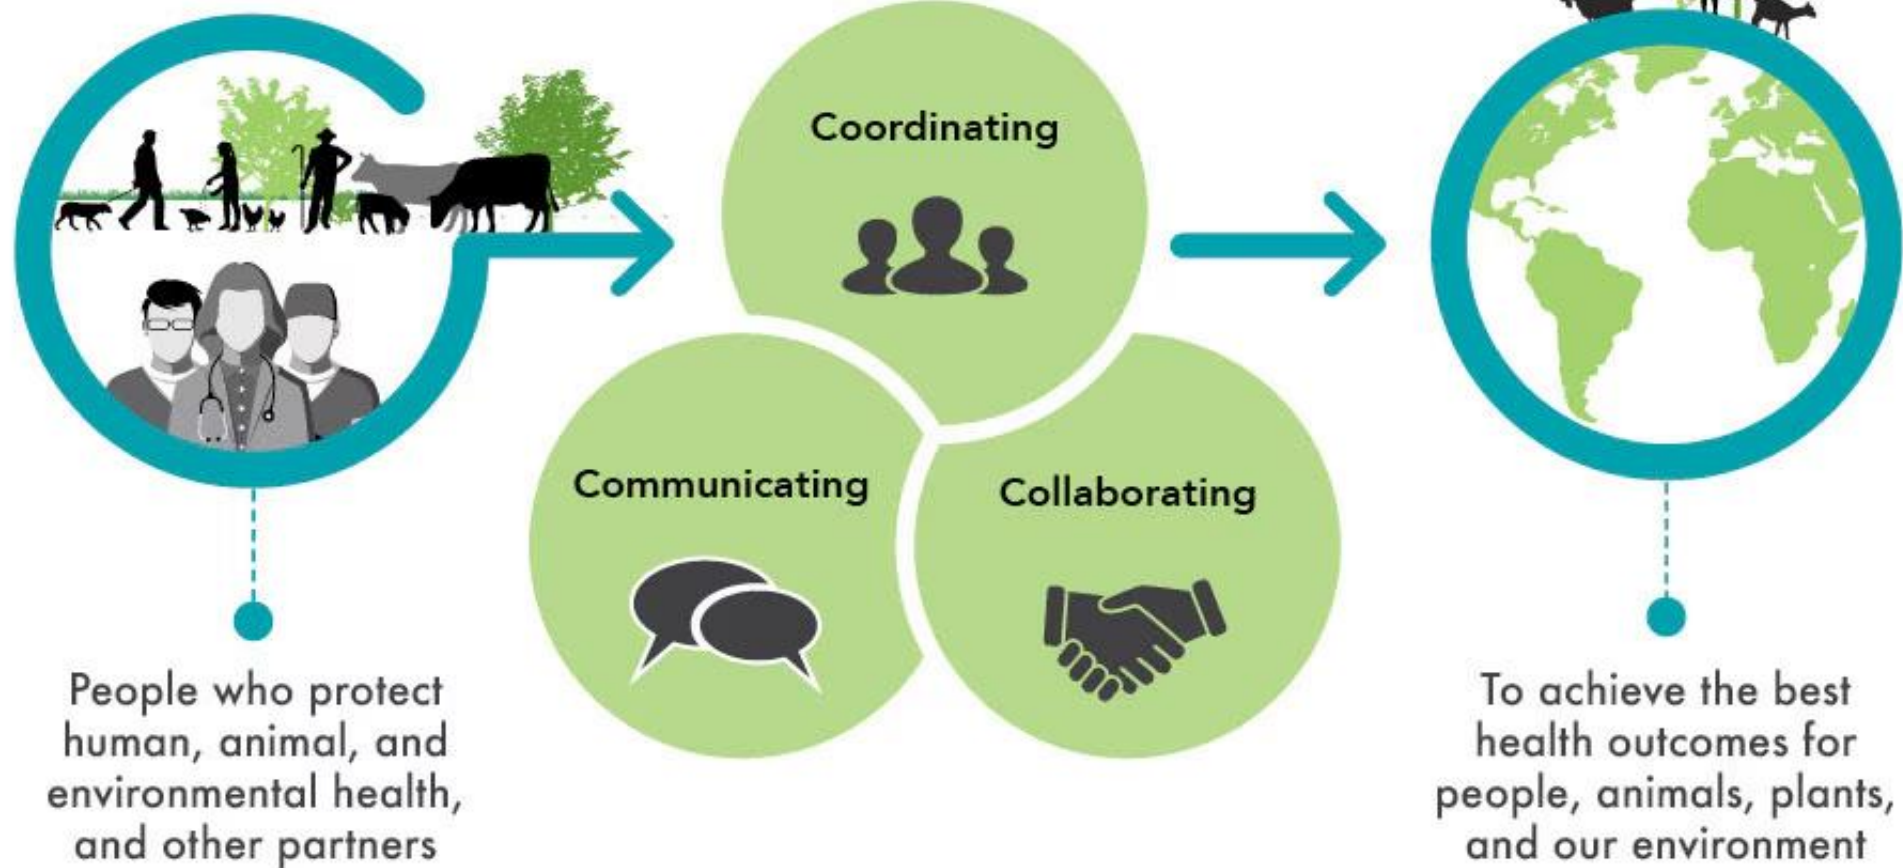 Coordinating
Communicating
Collaborating
People who protect
human, animal, and
environmental health,
and other partners
To achieve the best
health outcomes for
people, animals, plants,
and our environment